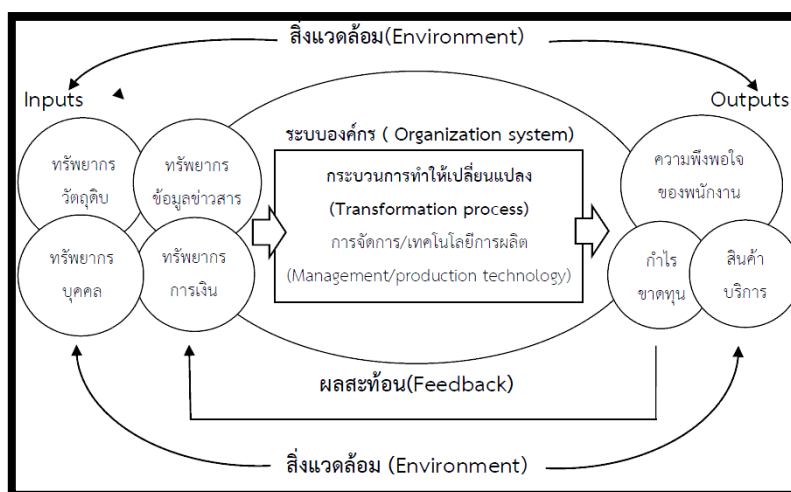 สิ่งแวดล้อม(Environment)
Inputs
Outputs
ทรัพยากร
วัตถุดิบ
ทรัพยากร
ข้อมูลข่าวสาร
ทรัพยากร
บุคคล
ทรัพยากร
การเงิน
ระบบองค์กร ( Organization system)
กระบวนการทำให้เปลี่ยนแปลง
(Transformation process)
การจัดการ/เทคโนโลยีการผลิต
(Management/production technology)
ความพึงพอใจ
ของพนักงาน
กำไร
ขาดทุน
สินค้า
บริการ
ผลสะท้อน(Feedback)
สิ่งแวดล้อม (Environment)